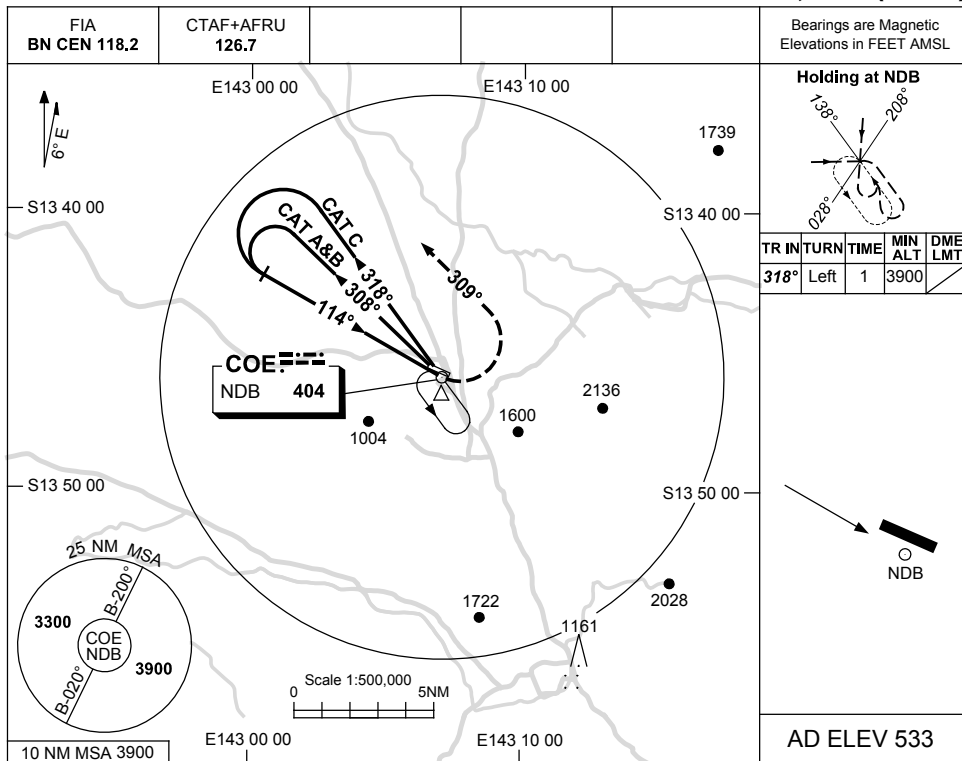 FIA
BN CEN 118.2
CTAF+AFRU
126.7
Bearings are Magnetic
Elevations in FEET AMSL
E143 00 00
E143 10 00
6° E
1739
S13 40 00
S13 40 00
CAT C
CAT A&B
318°
308°
114°
309°
COE
NDB 404
2136
1600
1004
S13 50 00
S13 50 00
25 NM MSA
B-200°
3300
COE
NDB
3900
B-020°
10 NM MSA 3900
1722
2028
1161
Scale 1:500,000
0 5NM
E143 00 00
E143 10 00
Holding at NDB
138°
208°
028°
TR IN TURN TIME MIN ALT DME LMT
318° Left 1 3900
NDB
AD ELEV 533